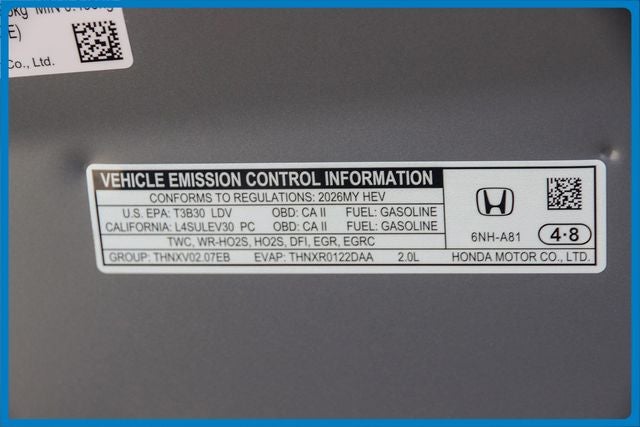 MIN
E)
Co., Ltd.
VEHICLE EMISSION CONTROL INFORMATION
CONFORMS TO REGULATIONS: 2026MY HEV
U.S. EPA: T3B30 LDV OBD: CA II FUEL: GASOLINE
CALIFORNIA: L4SULEV30 PC OBD: CA II FUEL: GASOLINE
TWC, WR-HO2S, HO2S, DFI, EGR, EGRC
GROUP: THNXV02.07EB EVAP: THNXR0122DAA 2.0L
6NH-A81 4·8
HONDA MOTOR CO., LTD.